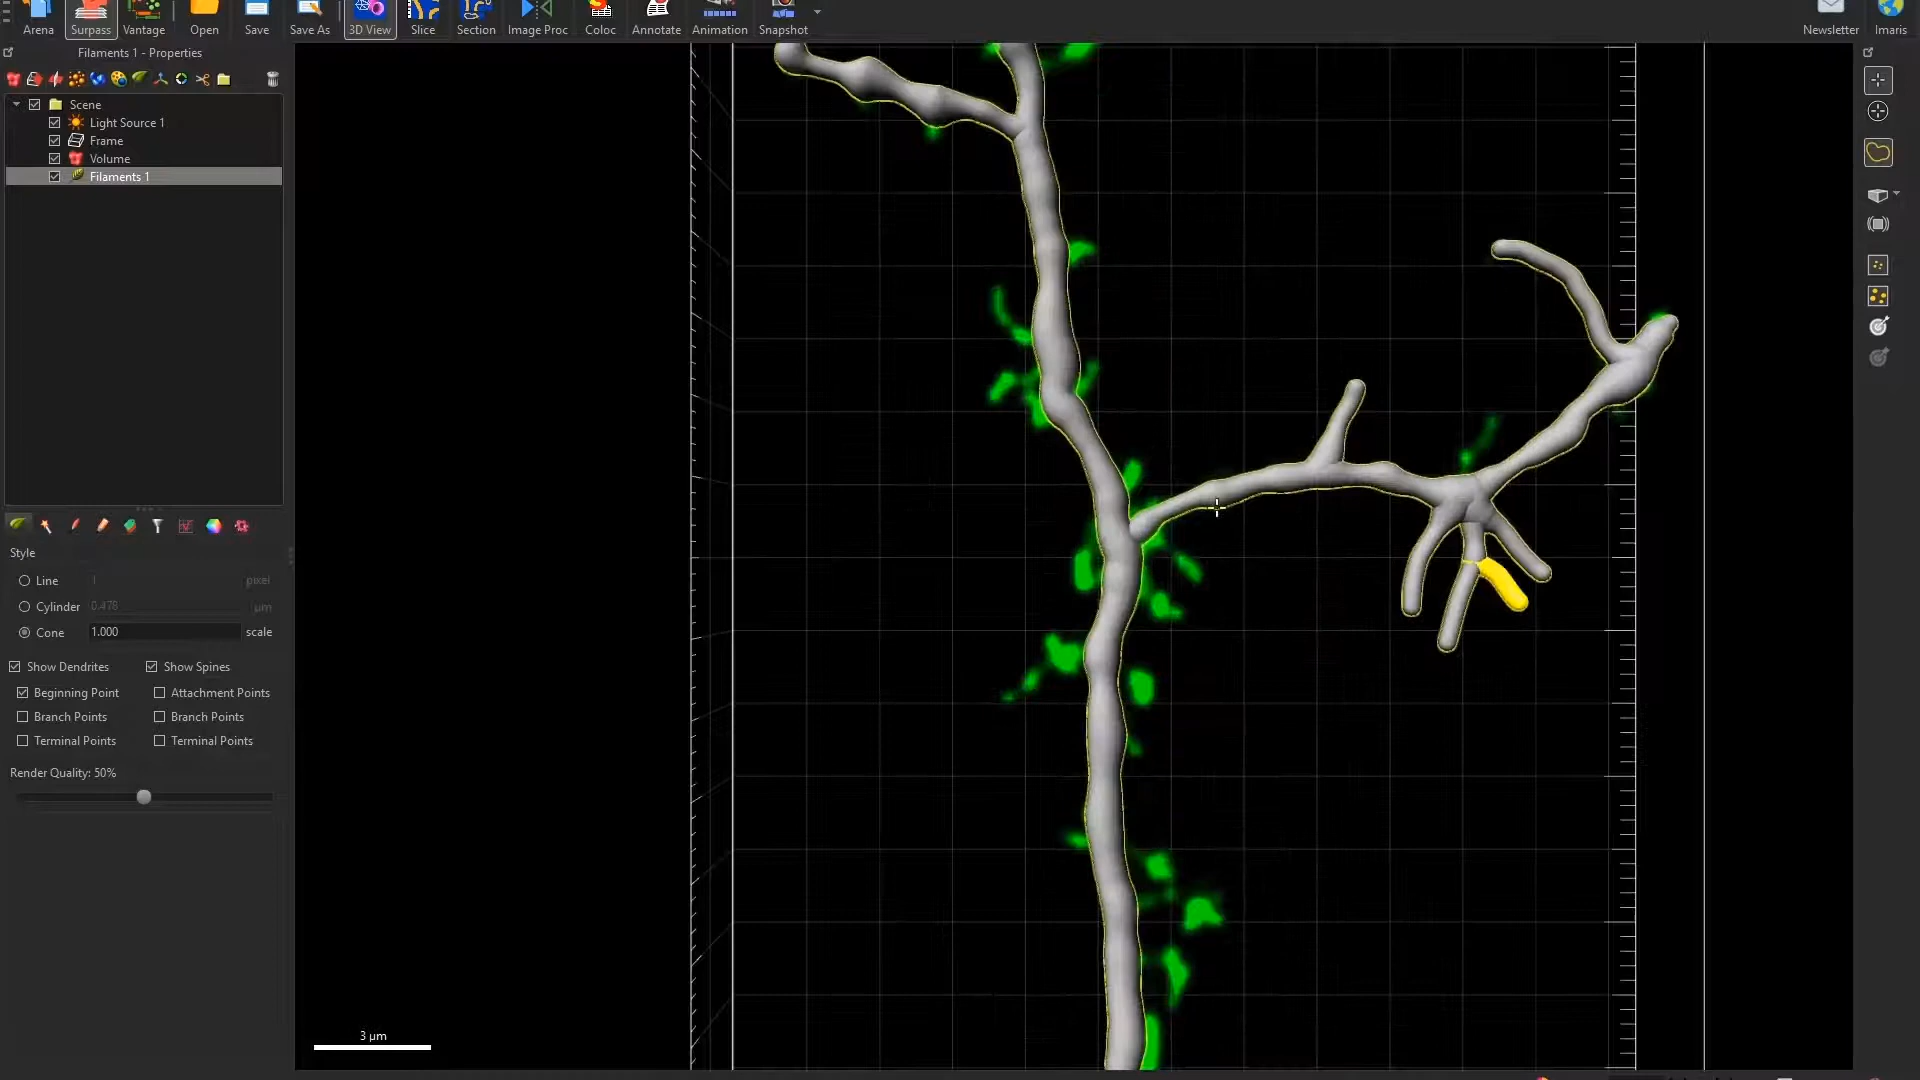 Arena Surpass Vantage Open Save Save As 3D View Slice Section Image Proc Coloc Annotate Animation Snapshot Newsletter Imaris
Filaments 1 - Properties
Scene
Light Source 1
Frame
Volume
Filaments 1
Style
Line 1 pixel
Cylinder 0.478 µm
Cone 1.000 scale
Show Dendrites Show Spines
Beginning Point Attachment Points
Branch Points Branch Points
Terminal Points Terminal Points
Render Quality: 50%
3 µm